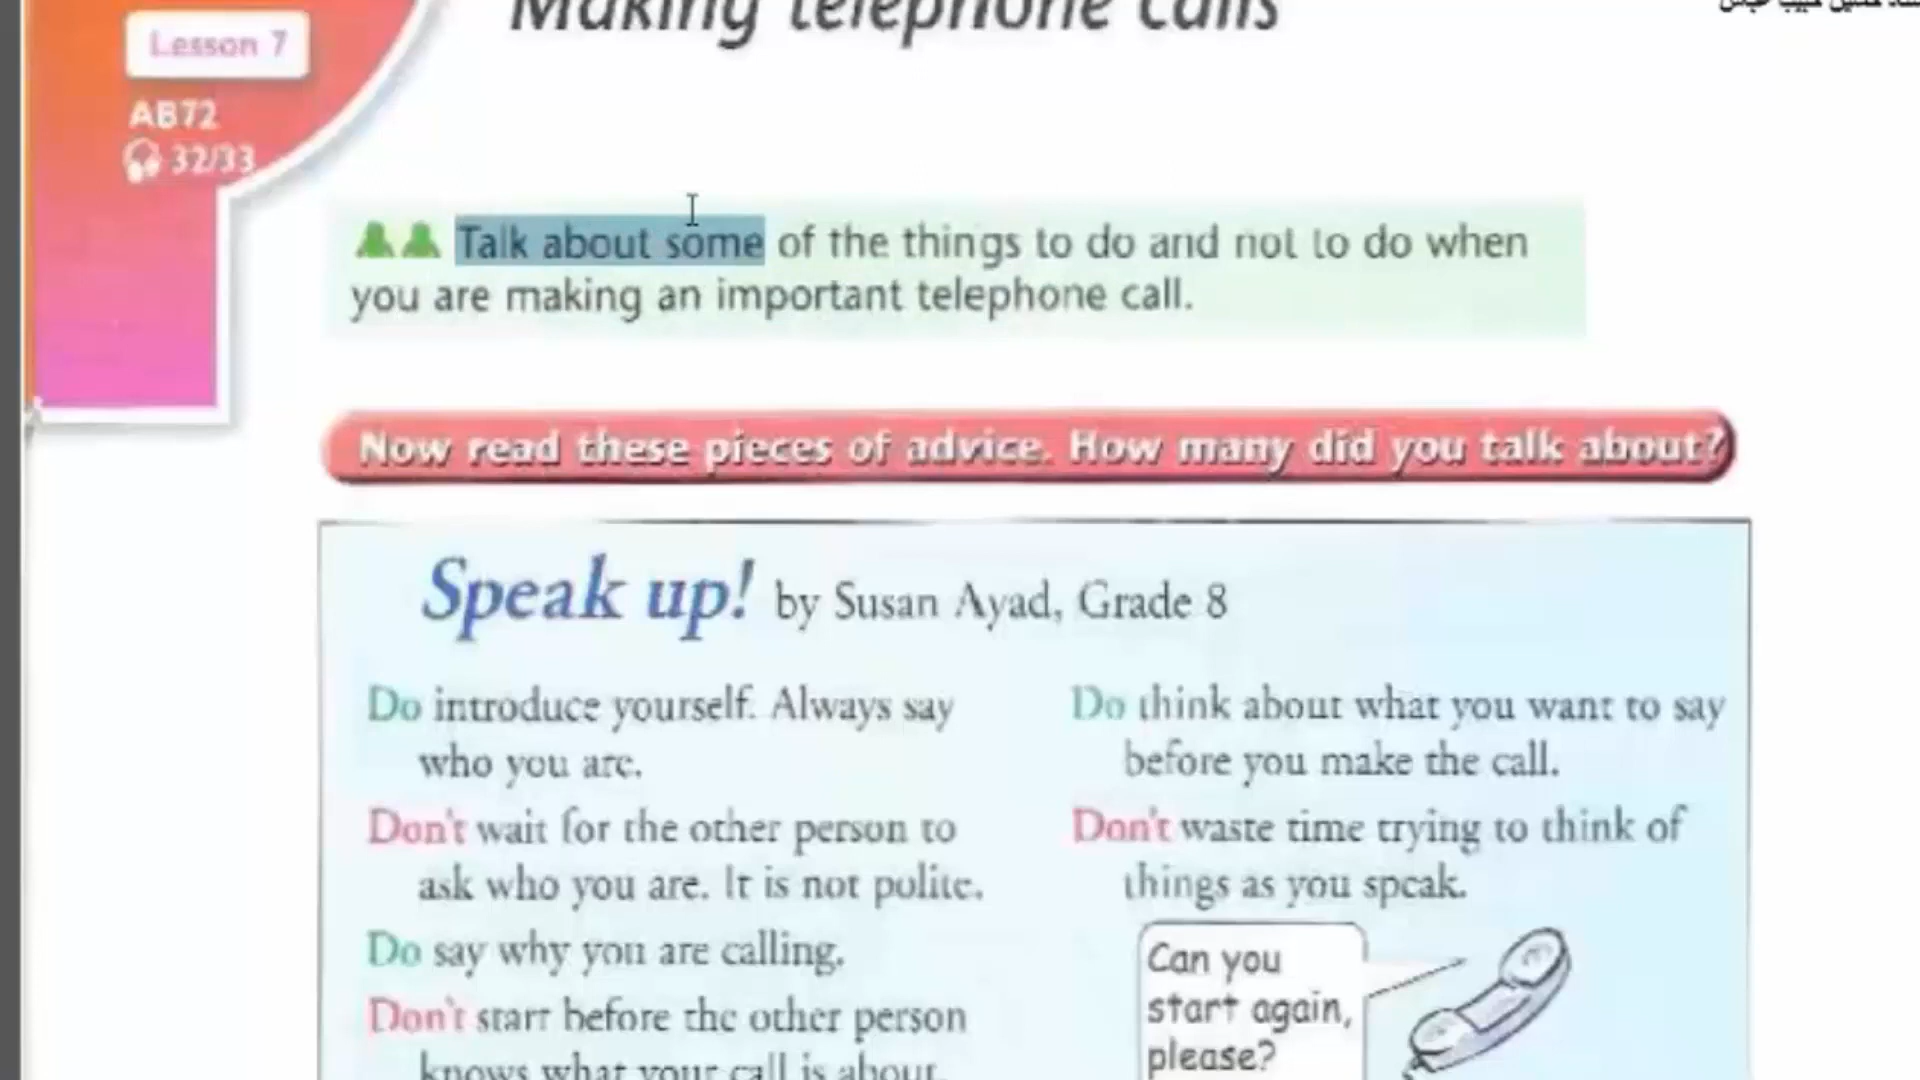 Making telephone calls
Lesson 7
AB72
32/33
Talk about some of the things to do and not to do when
you are making an important telephone call.
Now read these pieces of advice. How many did you talk about?
Speak up! by Susan Ayad, Grade 8
Do introduce yourself. Always say
who you are.
Don't wait for the other person to
ask who you are. It is not polite.
Do say why you are calling.
Don't start before the other person
knows what your call is about.
Do think about what you want to say
before you make the call.
Don't waste time trying to think of
things as you speak.
Can you
start again,
please?